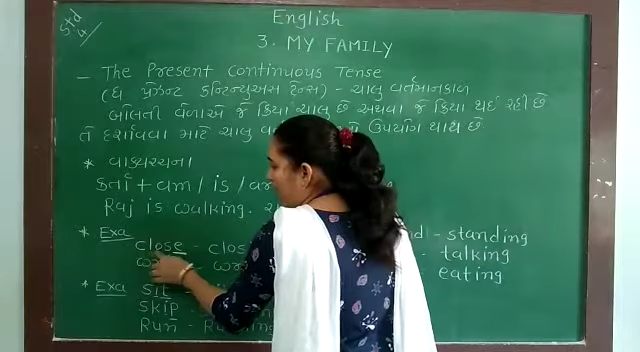 Std 4
English
3. MY FAMILY
– The Present Continuous Tense
(ધ પ્રેઝન્ટ કન્ટિન્યુઅસ ટેન્સ) - ચાલુ વર્તમાનકાળ
બોલતી વેળાએ જે ક્રિયા ચાલુ છે અથવા જે ક્રિયા થઈ રહી છે
તે દર્શાવવા માટે ચાલુ ઉપયોગ થાય છે
* વાક્યરચના
કર્તા + am / is /
Raj is walking.
* Exa
close - - standing
- talking
- eating
* Exa Sit
Skip
Run -